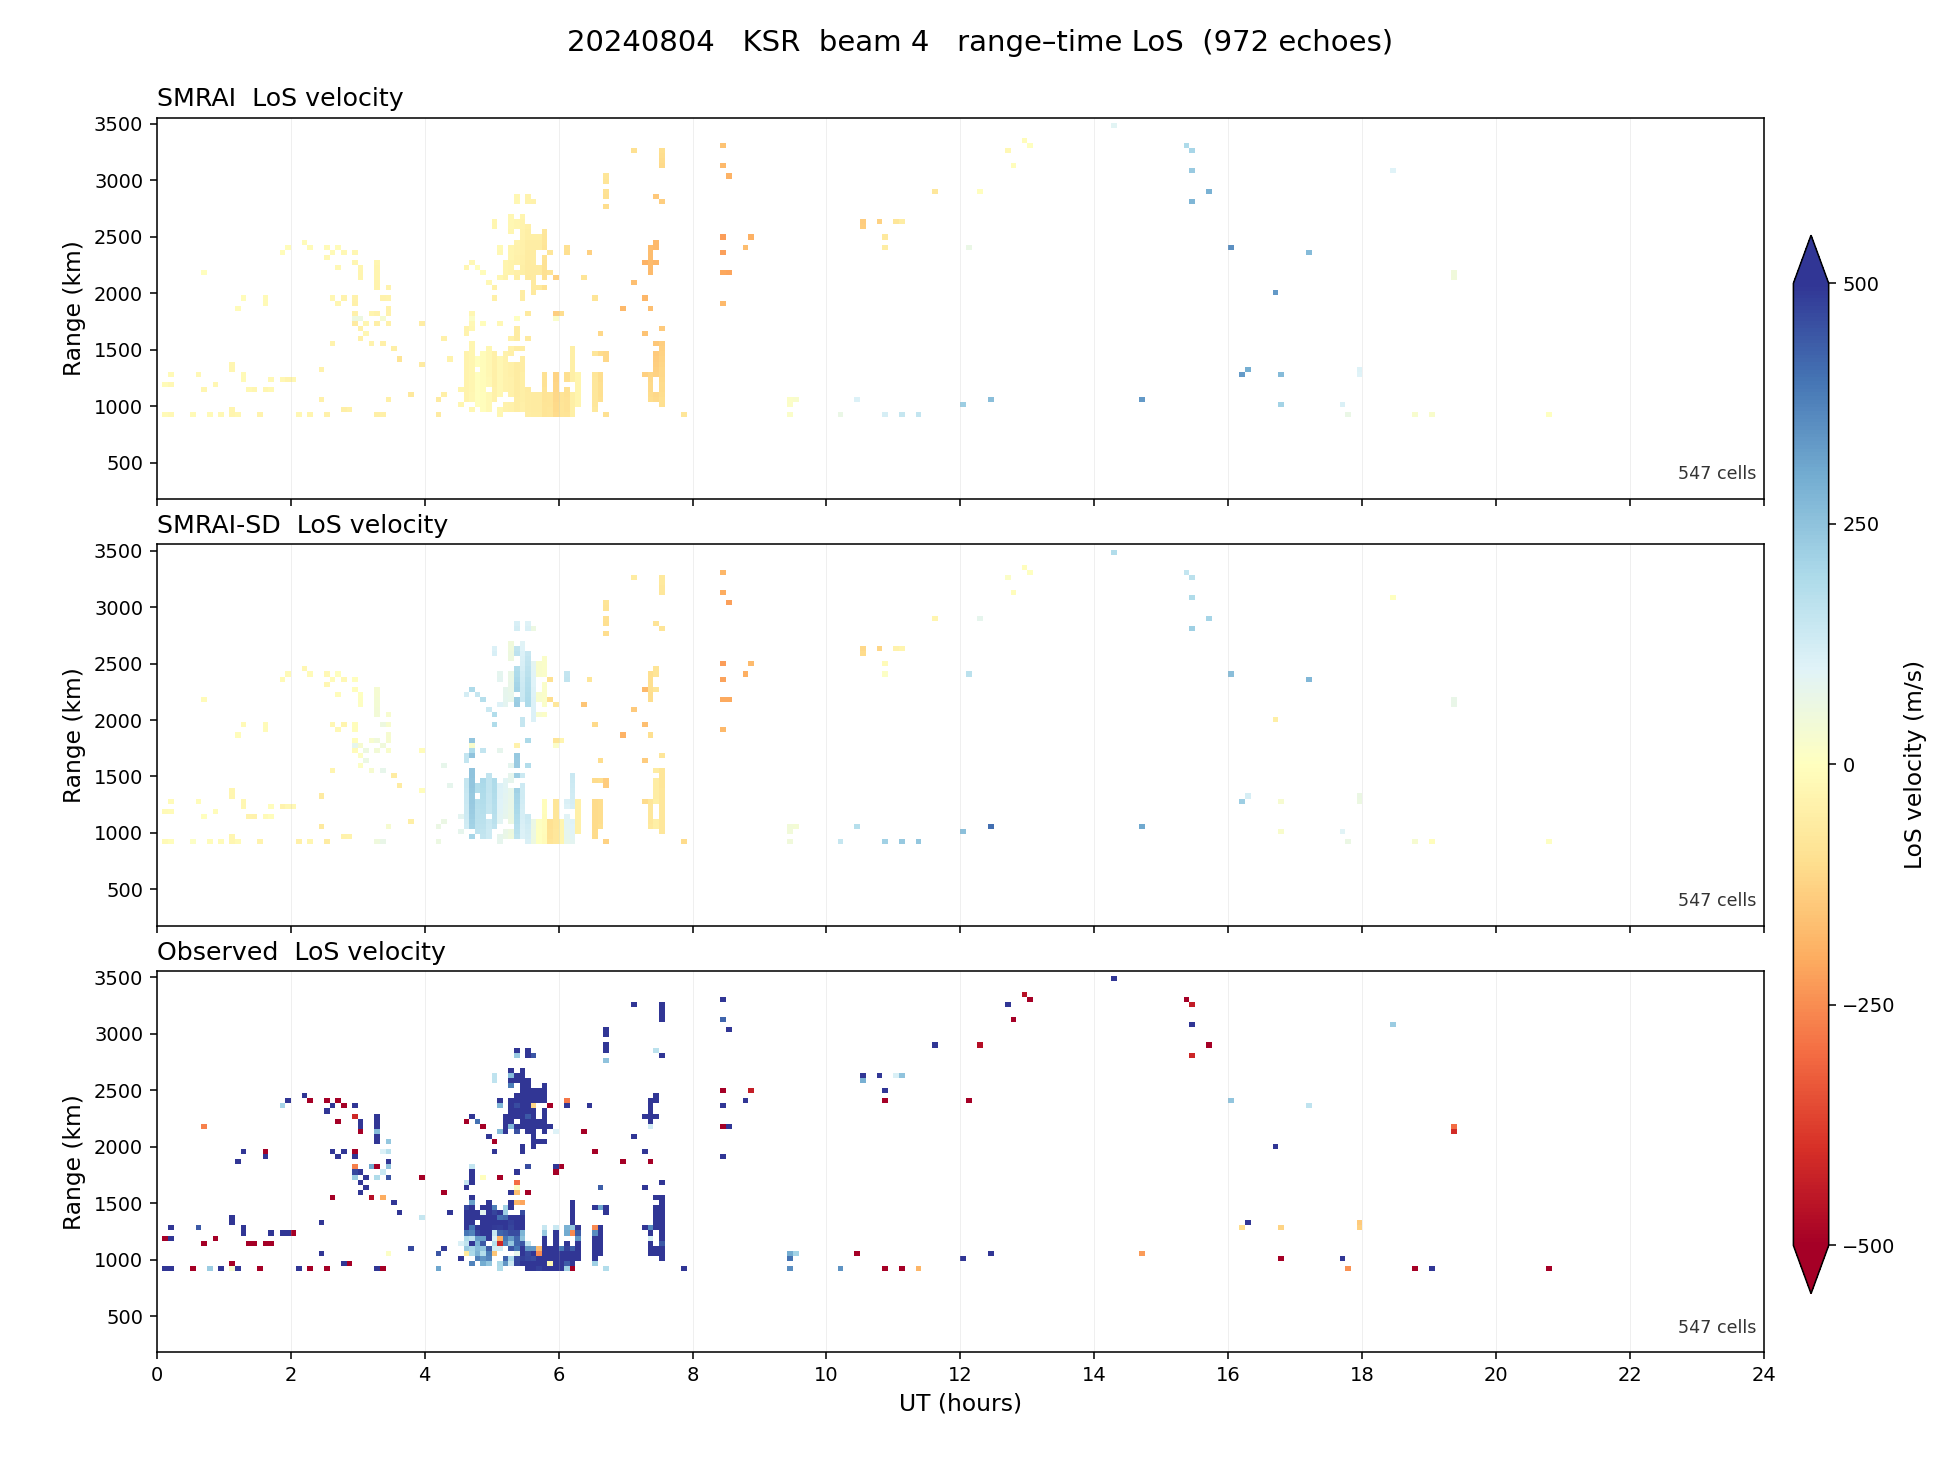 20240804   KSR  beam 4   range–time LoS  (972 echoes)
SMRAI  LoS velocity
3500
3000
2500
2000
1500
1000
500
Range (km)
547 cells
SMRAI-SD  LoS velocity
3500
3000
2500
2000
1500
1000
500
Range (km)
547 cells
Observed  LoS velocity
3500
3000
2500
2000
1500
1000
500
Range (km)
547 cells
0 2 4 6 8 10 12 14 16 18 20 22 24
UT (hours)
500
250
0
−250
−500
LoS velocity (m/s)